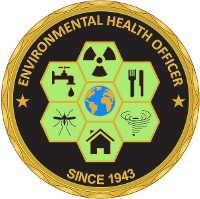 ENVIRONMENTAL HEALTH OFFICER
SINCE 1943